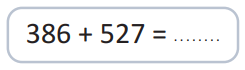 386 + 527 = ........